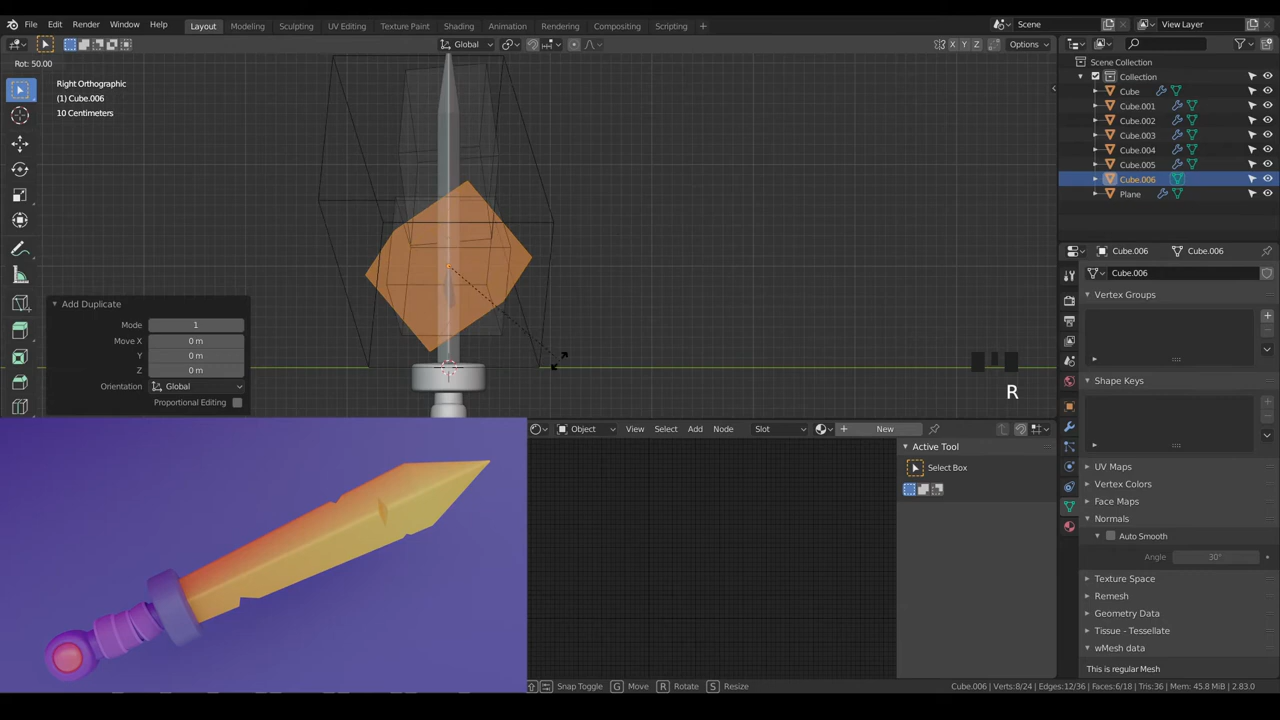 File Edit Render Window Help Layout Modeling Sculpting UV Editing Texture Paint Shading Animation Rendering Compositing Scripting + Scene View Layer
Global X Y Z Options
Rot: 50.00
Right Orthographic
(1) Cube.006
10 Centimeters
Scene Collection
Collection
Cube
Cube.001
Cube.002
Cube.003
Cube.004
Cube.005
Cube.006
Plane
Cube.006 Cube.006
Cube.006
Vertex Groups
Shape Keys
UV Maps
Vertex Colors
Face Maps
Normals
Auto Smooth
Angle 30°
Texture Space
Remesh
Geometry Data
Tissue - Tessellate
wMesh data
This is regular Mesh
Add Duplicate
Mode 1
Move X 0 m
Y 0 m
Z 0 m
Orientation Global
Proportional Editing
R
Object View Select Add Node Slot New
Active Tool
Select Box
Snap Toggle G Move R Rotate S Resize
Cube.006 | Verts:8/24 | Edges:12/36 | Faces:6/18 | Tris:36 | Mem: 45.8 MiB | 2.83.0